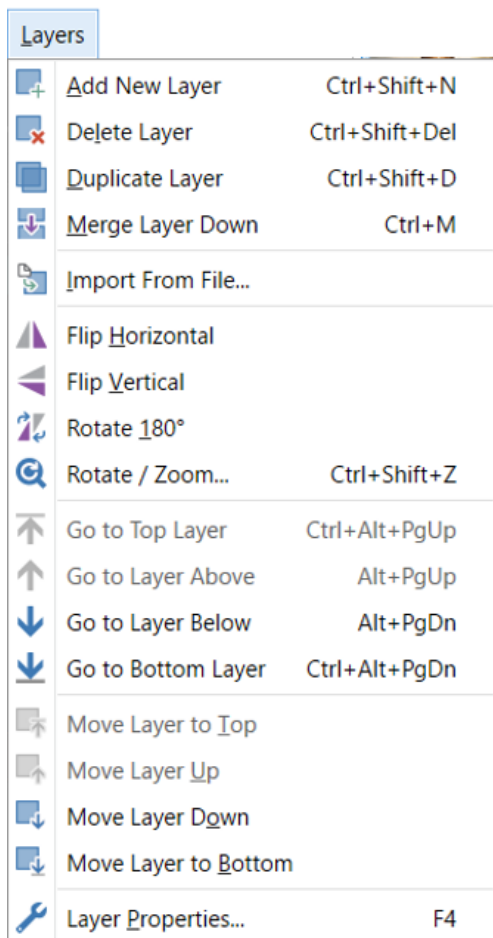 Layers
Add New Layer Ctrl+Shift+N
Delete Layer Ctrl+Shift+Del
Duplicate Layer Ctrl+Shift+D
Merge Layer Down Ctrl+M
Import From File...
Flip Horizontal
Flip Vertical
Rotate 180°
Rotate / Zoom... Ctrl+Shift+Z
Go to Top Layer Ctrl+Alt+PgUp
Go to Layer Above Alt+PgUp
Go to Layer Below Alt+PgDn
Go to Bottom Layer Ctrl+Alt+PgDn
Move Layer to Top
Move Layer Up
Move Layer Down
Move Layer to Bottom
Layer Properties... F4